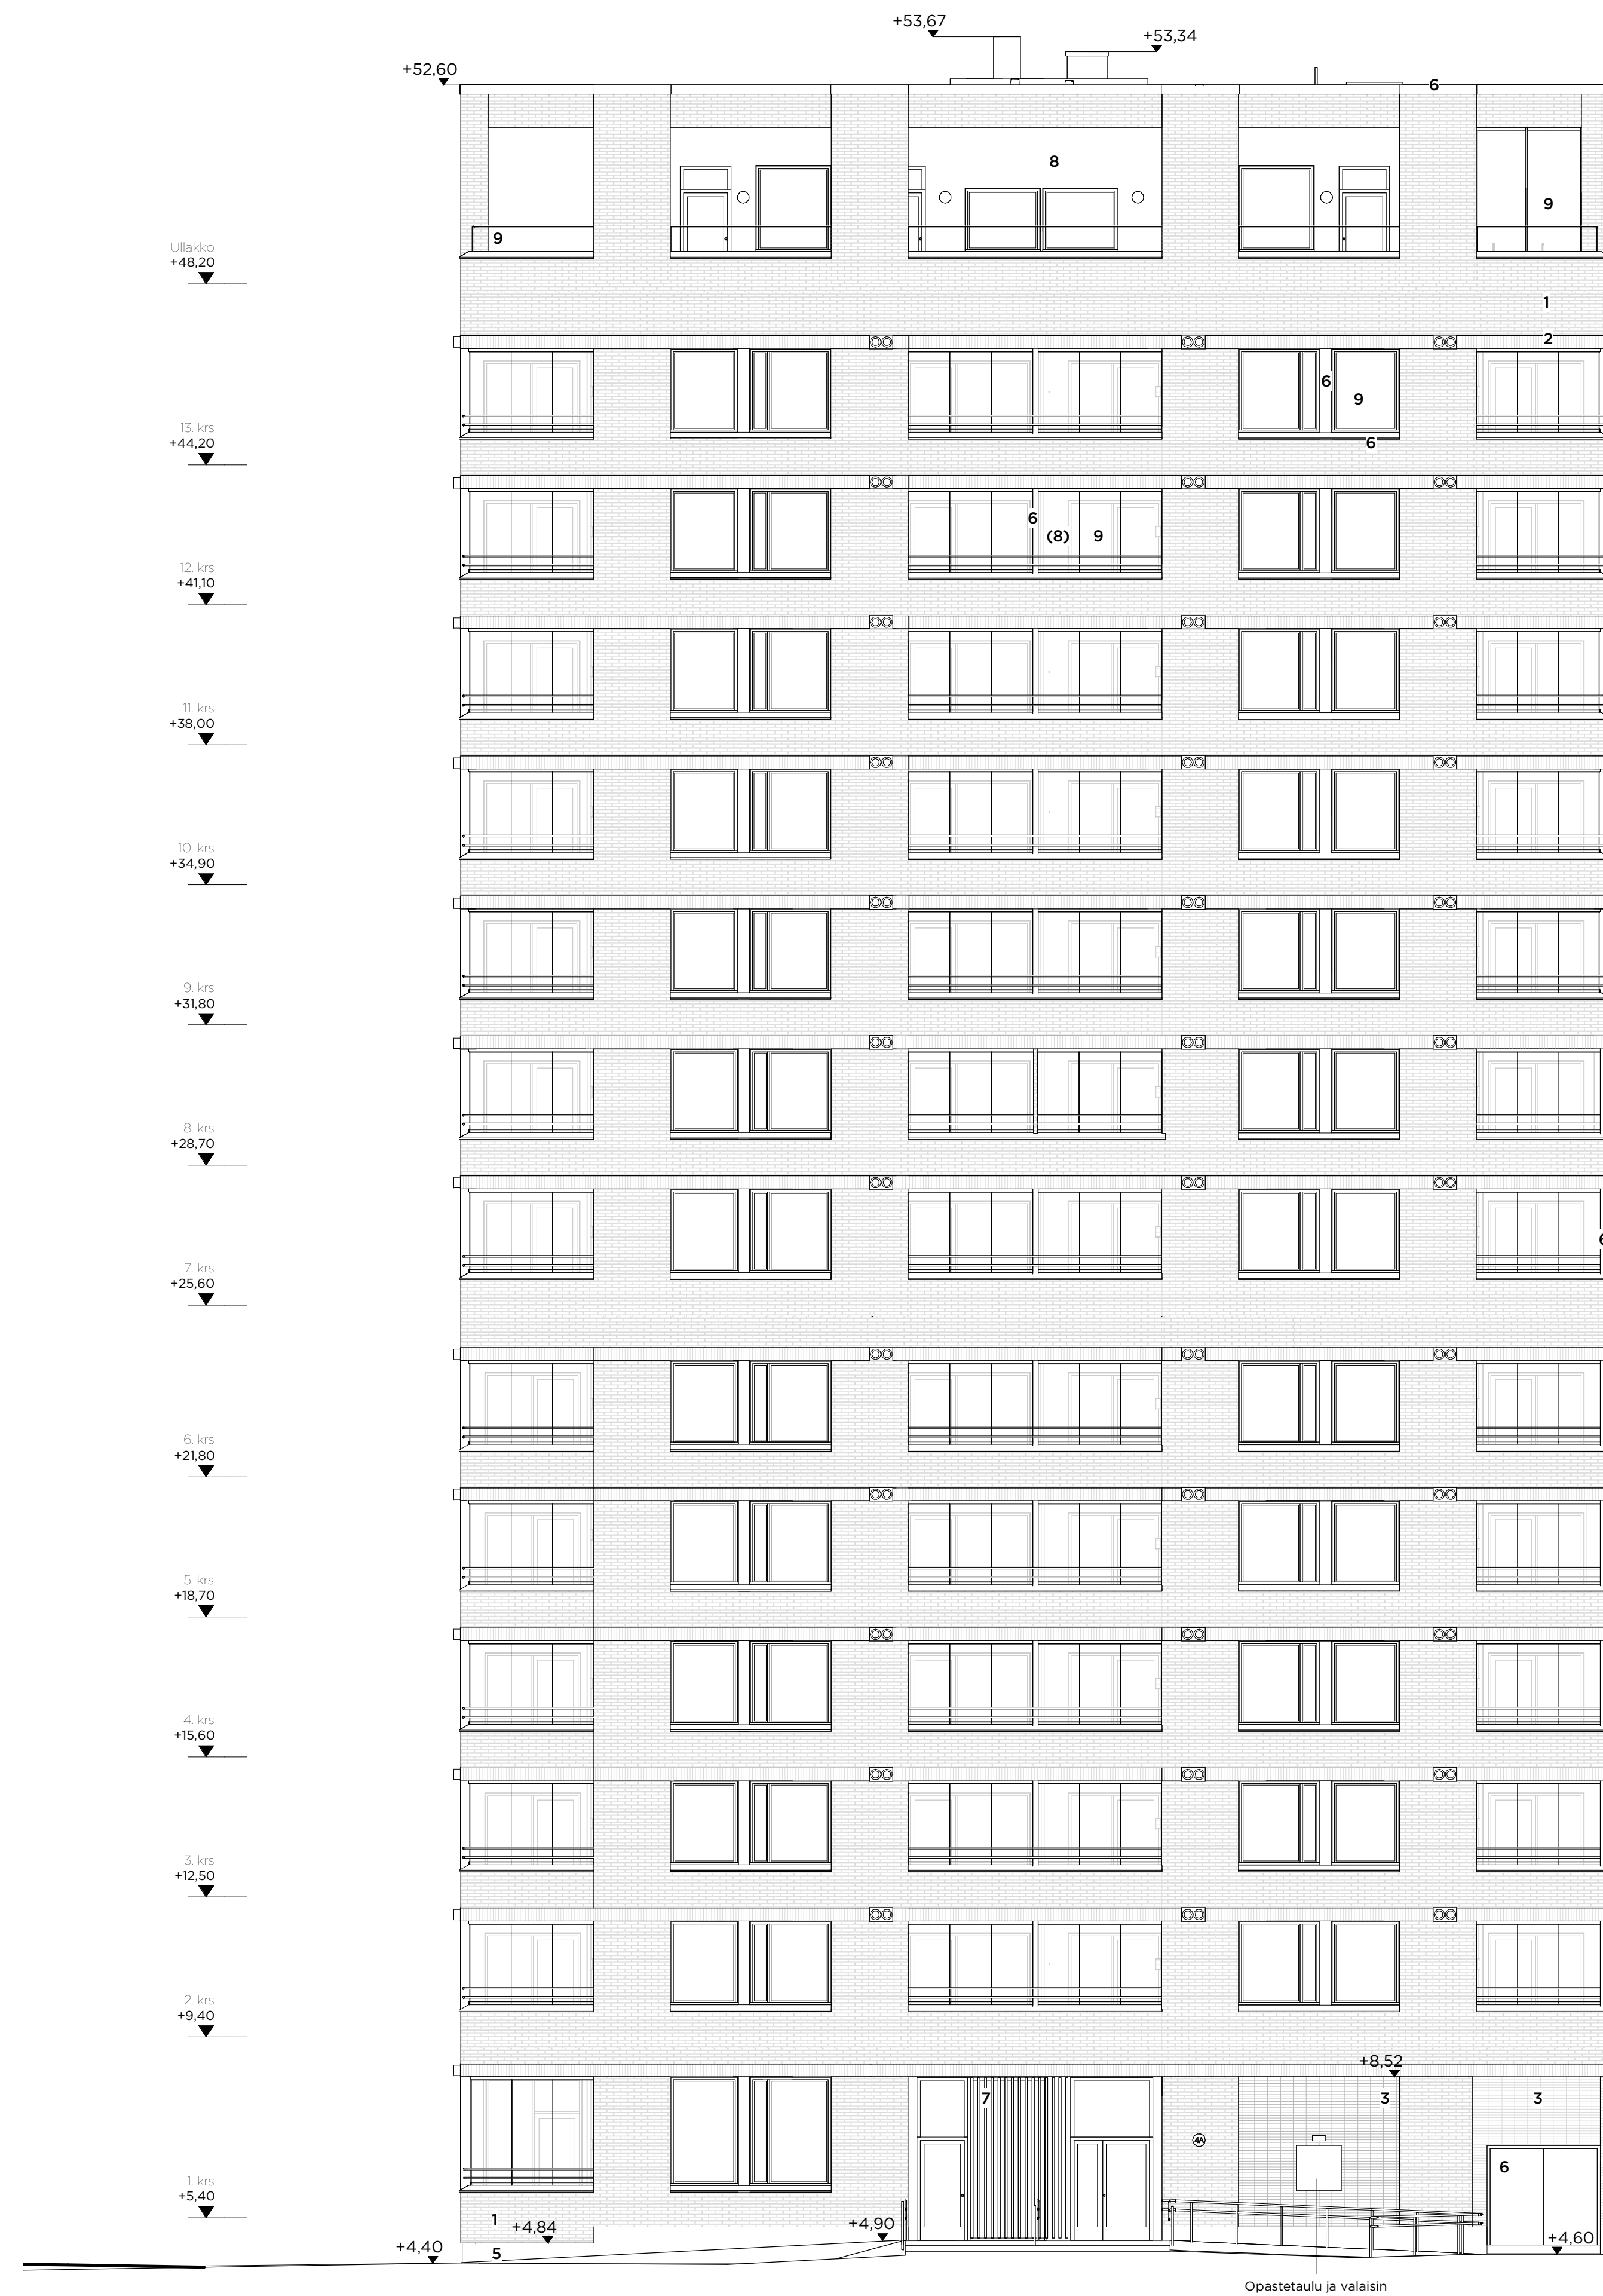 +53,67
+53,34
+52,60
6
8
9
9
Ullakko
+48,20
1
2
6
9
13. krs
+44,20
6
6
(8) 9
12. krs
+41,10
11. krs
+38,00
10. krs
+34,90
9. krs
+31,80
8. krs
+28,70
6
7. krs
+25,60
6. krs
+21,80
5. krs
+18,70
4. krs
+15,60
3. krs
+12,50
2. krs
+9,40
+8,52
7
3
3
4A
6
1. krs
+5,40
1
+4,84
+4,90
+4,60
+4,40
5
Opastetaulu ja valaisin